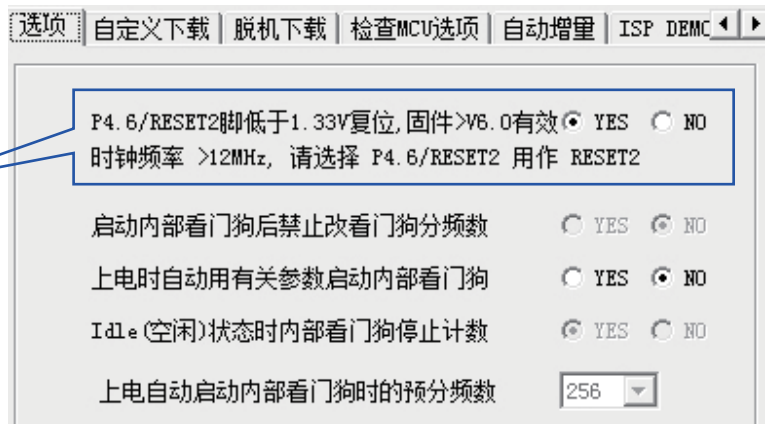 选项 自定义下载 脱机下载 检查MCU选项 自动增量 ISP DEMO
P4.6/RESET2脚低于1.33V复位,固件>V6.0有效 YES NO
时钟频率 >12MHz, 请选择 P4.6/RESET2 用作 RESET2
启动内部看门狗后禁止改看门狗分频数 YES NO
上电时自动用有关参数启动内部看门狗 YES NO
Idle(空闲)状态时内部看门狗停止计数 YES NO
上电自动启动内部看门狗时的预分频数 256